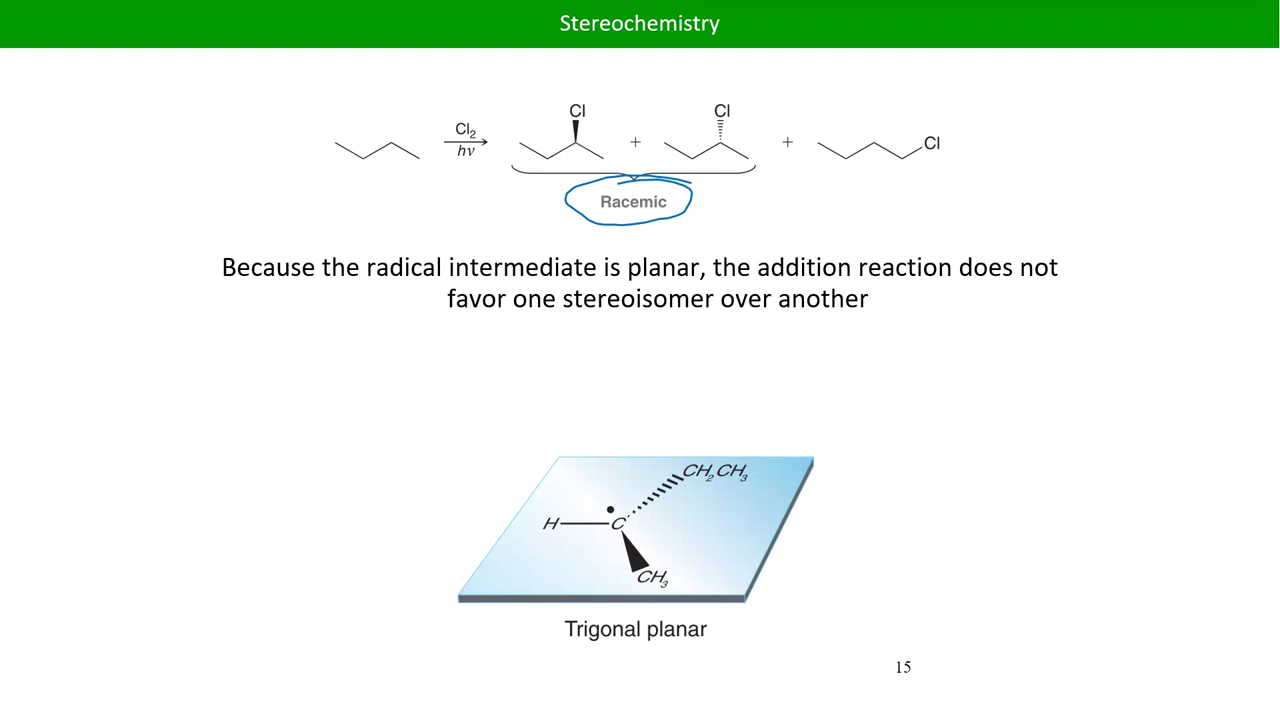 Stereochemistry
Cl Cl
Cl₂
hν + + Cl
Racemic
Because the radical intermediate is planar, the addition reaction does not
favor one stereoisomer over another
CH₂CH₃
H C
CH₃
Trigonal planar
15